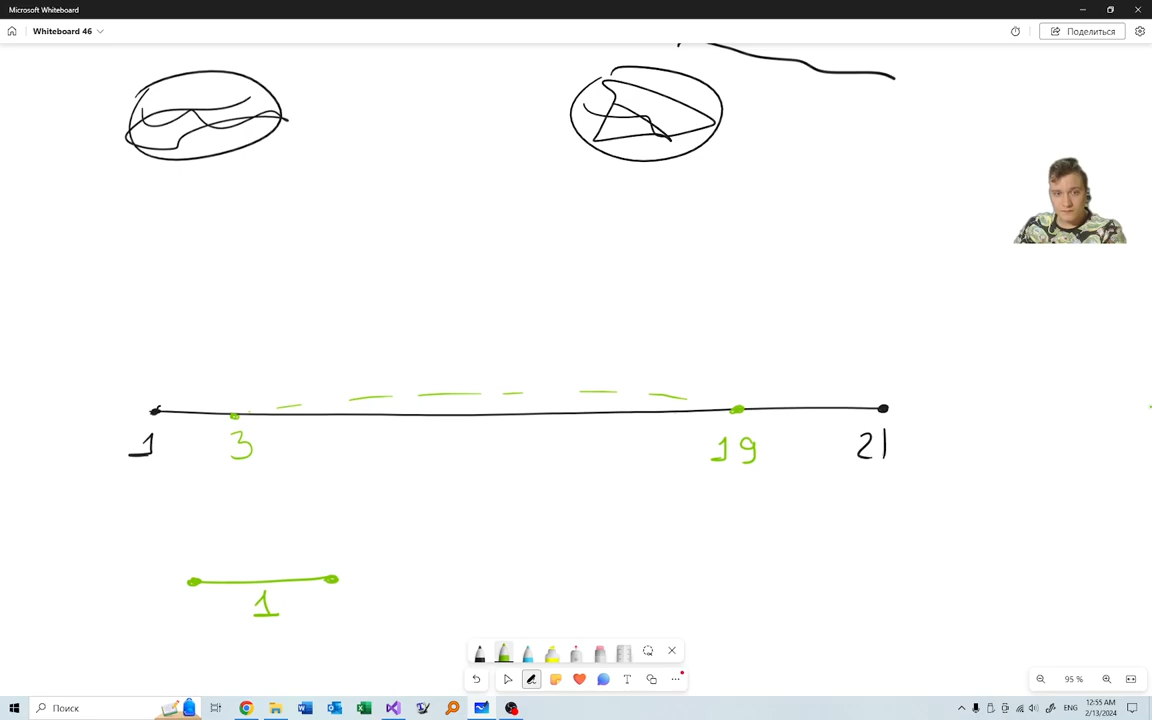 Microsoft Whiteboard
Whiteboard 46
Поделиться
1 3 19 21
1
95 %
Поиск
ENG
12:55 AM
2/13/2024